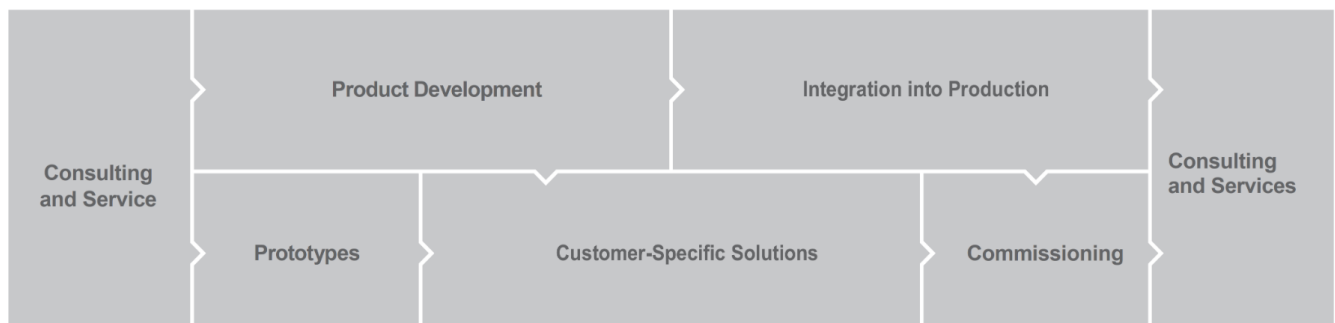 Consulting
and Service
Product Development
Integration into Production
Prototypes
Customer-Specific Solutions
Commissioning
Consulting
and Services